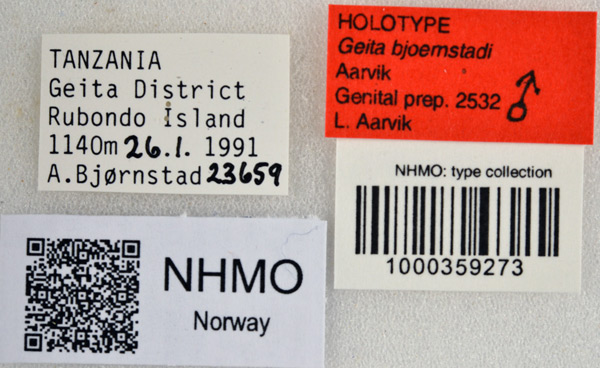 TANZANIA
Geita District
Rubondo Island
1140m 26.1. 1991
A.Bjørnstad 23659
HOLOTYPE
Geita bjoernstadi
Aarvik
Genital prep. 2532 ♂
L. Aarvik
NHMO: type collection
1000359273
NHMO
Norway